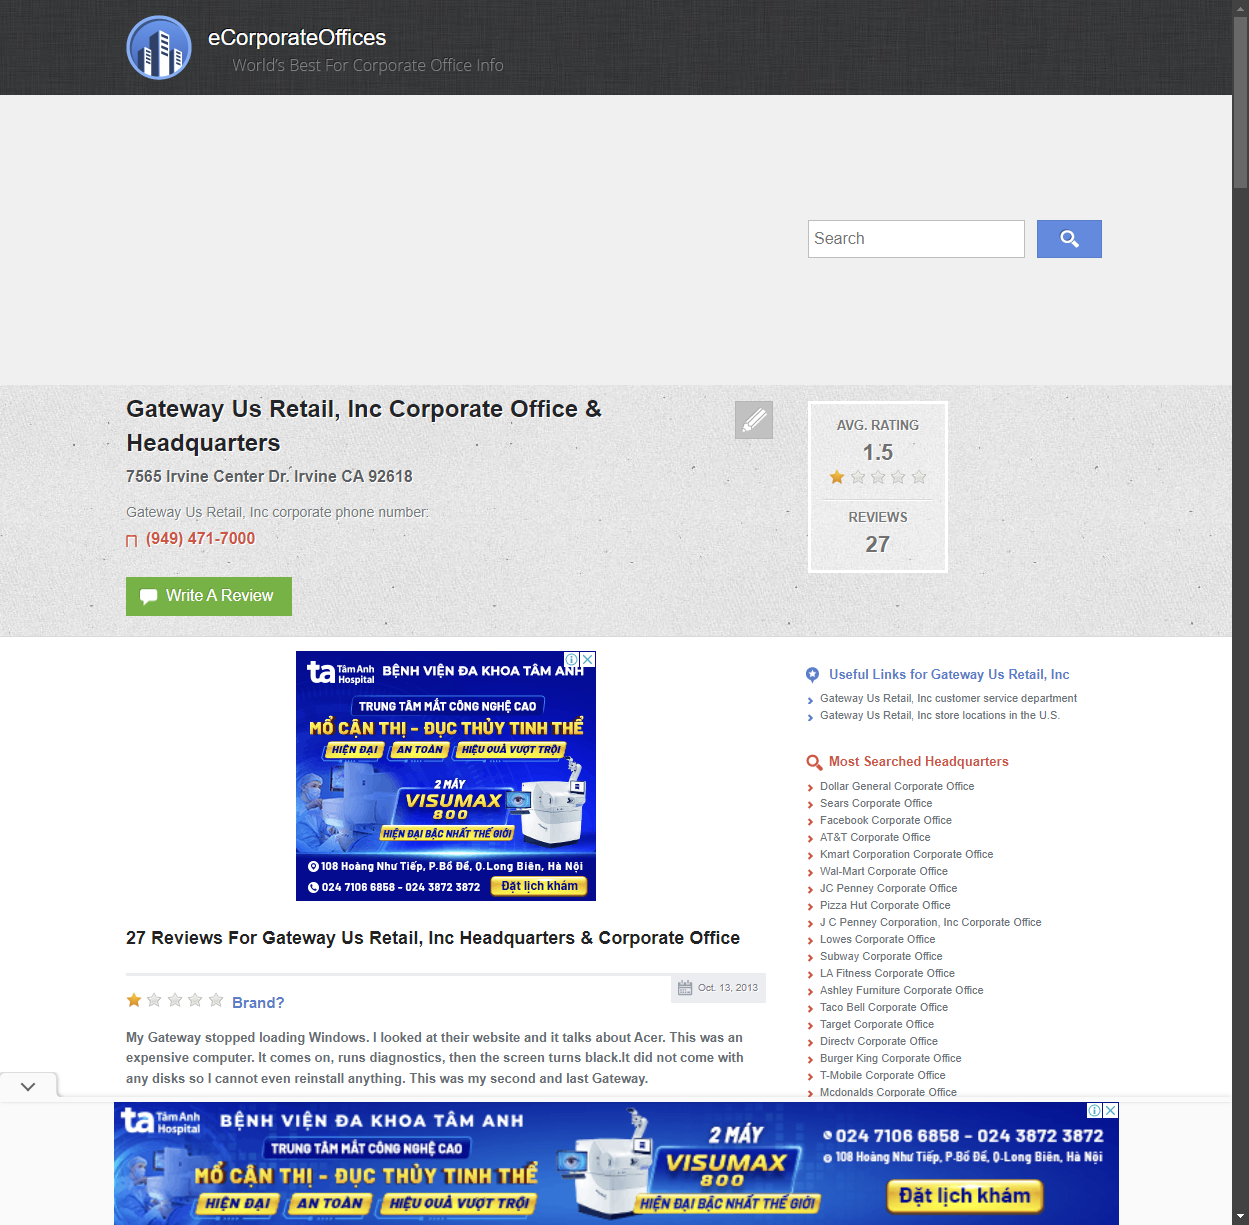 eCorporateOffices
World's Best For Corporate Office Info
Search
Gateway Us Retail, Inc Corporate Office &
Headquarters
7565 Irvine Center Dr. Irvine CA 92618
Gateway Us Retail, Inc corporate phone number:
(949) 471-7000
Write A Review
AVG. RATING
1.5
REVIEWS
27
ta Tâm Anh Hospital BỆNH VIỆN ĐA KHOA TÂM ANH
TRUNG TÂM MẮT CÔNG NGHỆ CAO
MỔ CẬN THỊ - ĐỤC THỦY TINH THỂ
HIỆN ĐẠI AN TOÀN HIỆU QUẢ VƯỢT TRỘI
2 MÁY
VISUMAX
800
HIỆN ĐẠI BẬC NHẤT THẾ GIỚI
108 Hoàng Như Tiếp, P.Bồ Đề, Q.Long Biên, Hà Nội
024 7106 6858 - 024 3872 3872 Đặt lịch khám
27 Reviews For Gateway Us Retail, Inc Headquarters & Corporate Office
Oct. 13, 2013
Brand?
My Gateway stopped loading Windows. I looked at their website and it talks about Acer. This was an
expensive computer. It comes on, runs diagnostics, then the screen turns black.It did not come with
any disks so I cannot even reinstall anything. This was my second and last Gateway.
Useful Links for Gateway Us Retail, Inc
Gateway Us Retail, Inc customer service department
Gateway Us Retail, Inc store locations in the U.S.
Most Searched Headquarters
Dollar General Corporate Office
Sears Corporate Office
Facebook Corporate Office
AT&T Corporate Office
Kmart Corporation Corporate Office
Wal-Mart Corporate Office
JC Penney Corporate Office
Pizza Hut Corporate Office
J C Penney Corporation, Inc Corporate Office
Lowes Corporate Office
Subway Corporate Office
LA Fitness Corporate Office
Ashley Furniture Corporate Office
Taco Bell Corporate Office
Target Corporate Office
Directv Corporate Office
Burger King Corporate Office
T-Mobile Corporate Office
Mcdonalds Corporate Office
ta Tâm Anh Hospital BỆNH VIỆN ĐA KHOA TÂM ANH
TRUNG TÂM MẮT CÔNG NGHỆ CAO
MỔ CẬN THỊ - ĐỤC THỦY TINH THỂ
HIỆN ĐẠI AN TOÀN HIỆU QUẢ VƯỢT TRỘI
2 MÁY
VISUMAX
800
HIỆN ĐẠI BẬC NHẤT THẾ GIỚI
024 7106 6858 - 024 3872 3872
108 Hoàng Như Tiếp, P.Bồ Đề, Q.Long Biên, Hà Nội
Đặt lịch khám